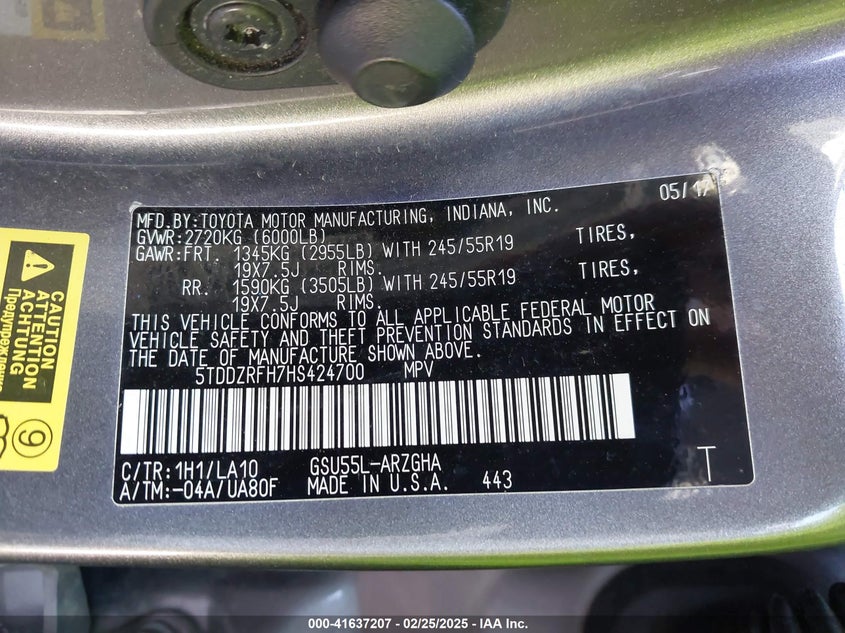 05/17
MFD.BY:TOYOTA MOTOR MANUFACTURING, INDIANA, INC.
GVWR:2720KG (6000LB)
GAWR:FRT. 1345KG (2955LB) WITH 245/55R19 TIRES,
19X7.5J RIMS.
RR. 1590KG (3505LB) WITH 245/55R19 TIRES,
19X7.5J RIMS.
THIS VEHICLE CONFORMS TO ALL APPLICABLE FEDERAL MOTOR
VEHICLE SAFETY AND THEFT PREVENTION STANDARDS IN EFFECT ON
THE DATE OF MANUFACTURE SHOWN ABOVE.
5TDDZRFH7HS424700 MPV
C/TR:1H1/LA10 GSU55L-ARZGHA
A/TM:-04A/UA80F MADE IN U.S.A. 443
T
CAUTION
ATTENTION
ACHTUNG
9
000-41637207 / 02/25/2025 - IAA Inc.